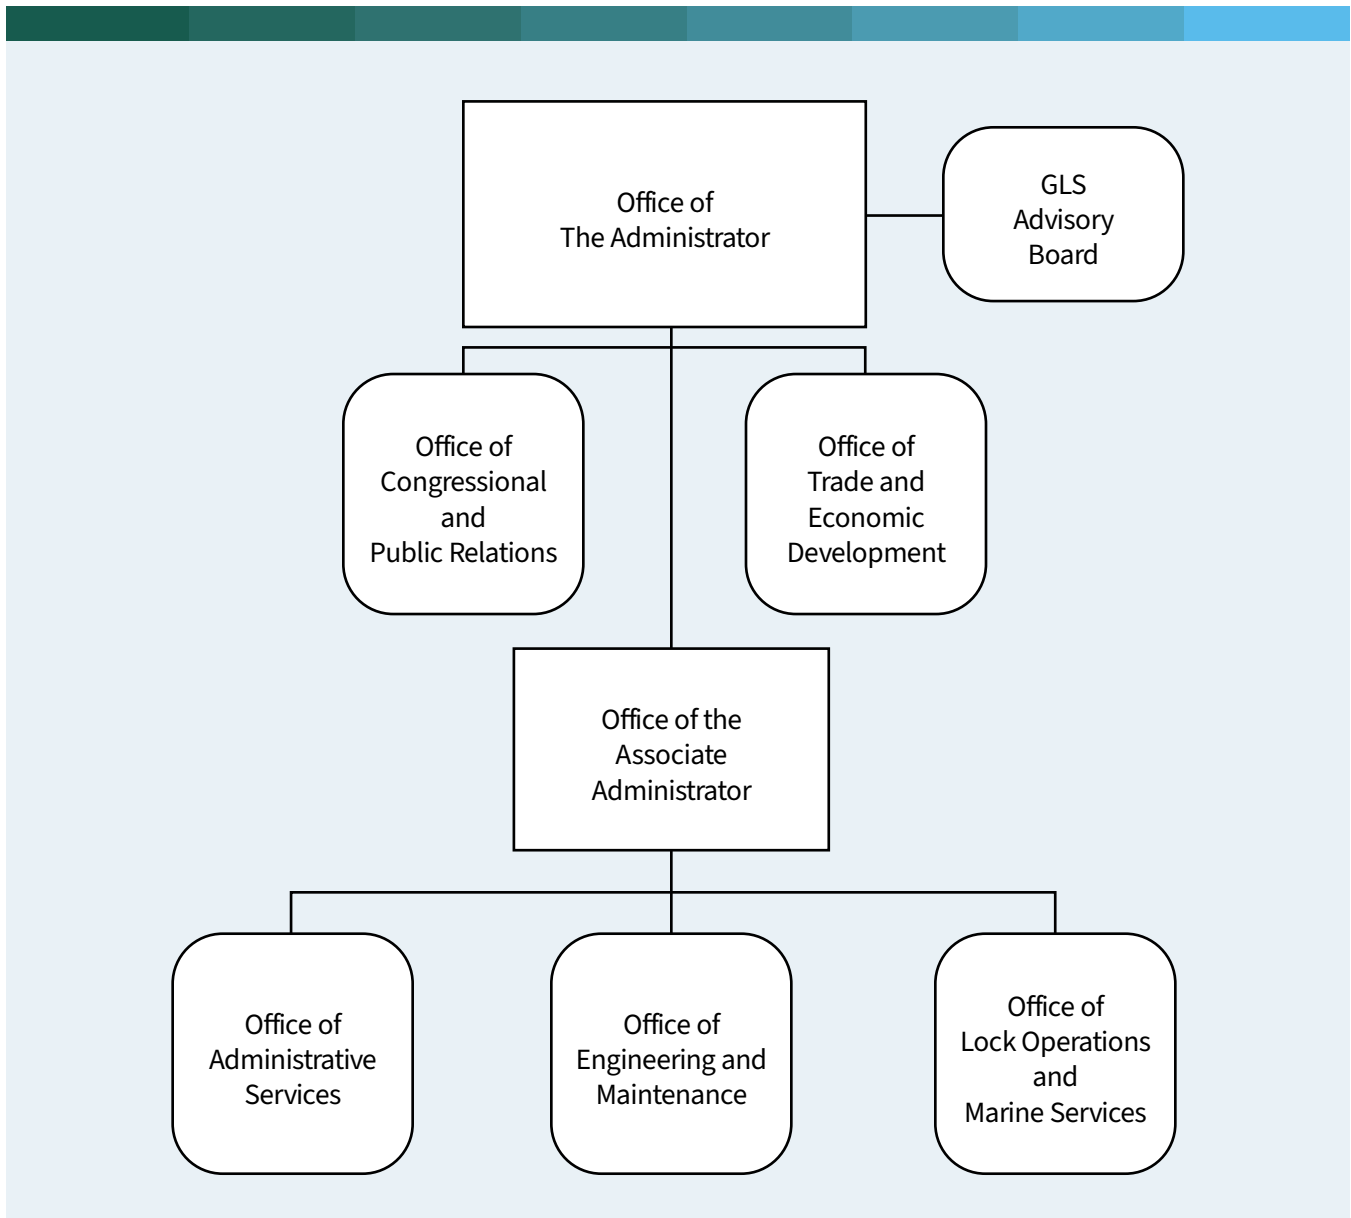 Office of
The Administrator
GLS
Advisory
Board
Office of
Congressional
and
Public Relations
Office of
Trade and
Economic
Development
Office of the
Associate
Administrator
Office of
Administrative
Services
Office of
Engineering and
Maintenance
Office of
Lock Operations
and
Marine Services